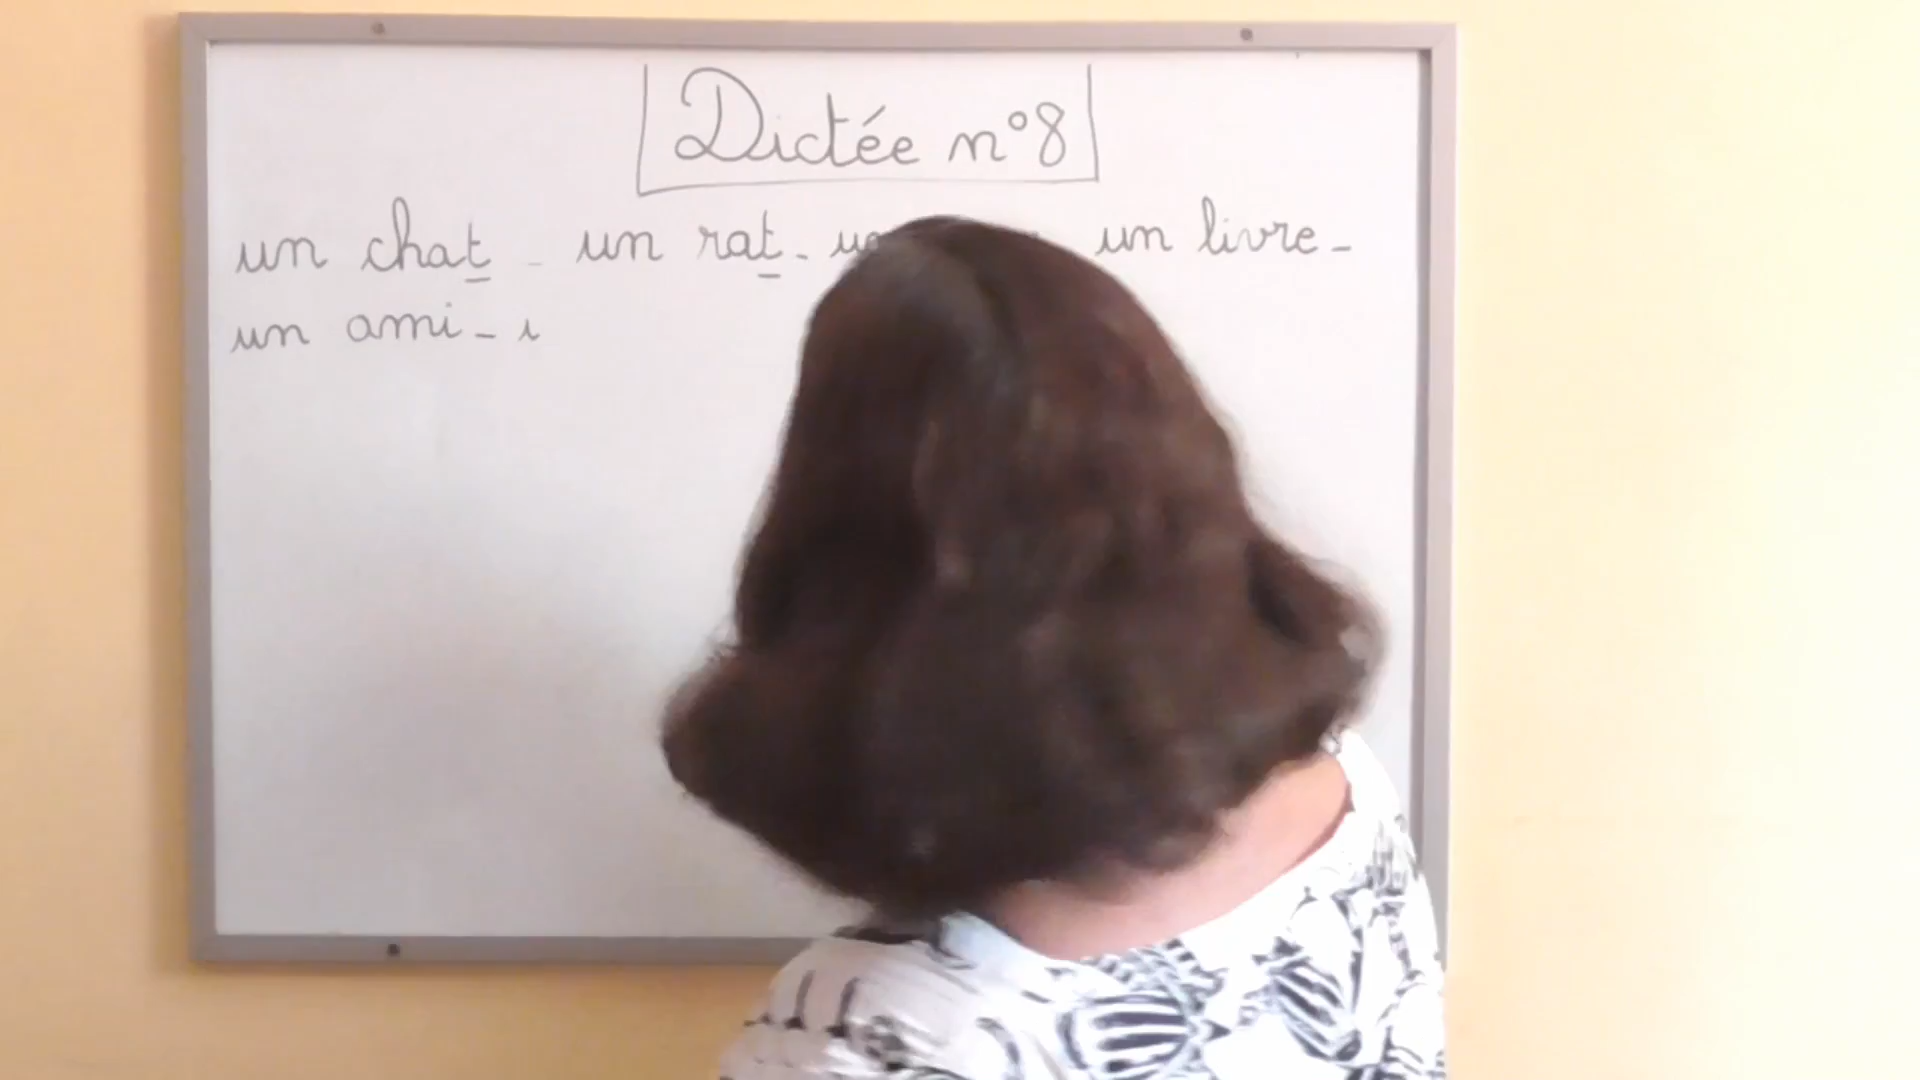 Dictée n°8
un chat - un rat - un livre -
un ami -